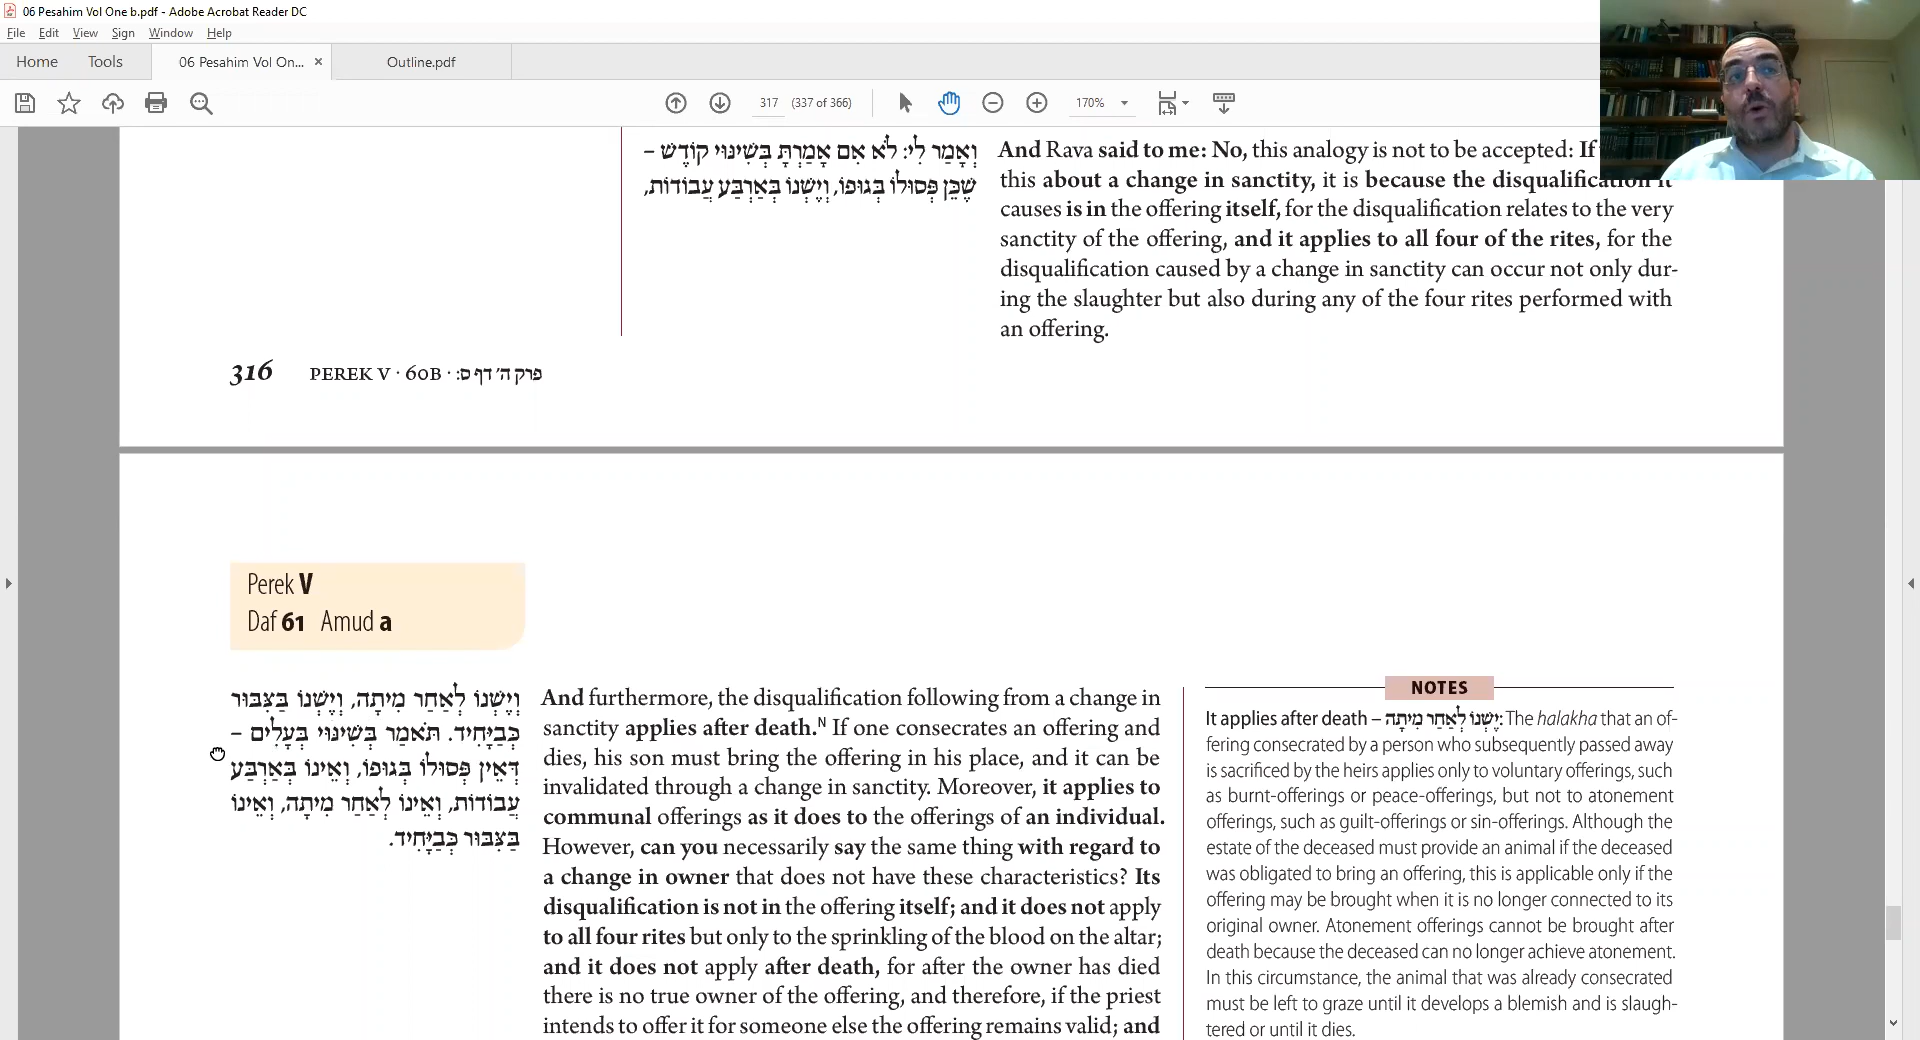 06 Pesahim Vol One b.pdf - Adobe Acrobat Reader DC
File Edit View Sign Window Help
Home Tools 06 Pesahim Vol On... × Outline.pdf
317 (337 of 366) 170%
וְאָמַר לִי: לֹא אִם אָמַרְתָּ בְּשִׁינּוּי קוֹדֶשׁ –
שֶׁכֵּן פְּסוּלוֹ בְּגוּפוֹ, וְיֶשְׁנוֹ בְּאַרְבַּע עֲבוֹדוֹת,
And Rava said to me: No, this analogy is not to be accepted: If
this about a change in sanctity, it is because the disqualification it
causes is in the offering itself, for the disqualification relates to the very
sanctity of the offering, and it applies to all four of the rites, for the
disqualification caused by a change in sanctity can occur not only dur-
ing the slaughter but also during any of the four rites performed with
an offering.
316 PEREK V · 60B · פרק ה׳ דף ס:
Perek V
Daf 61 Amud a
וְיֶשְׁנוֹ לְאַחַר מִיתָה, וְיֶשְׁנוֹ בַּצִּבּוּר
כְּבַיָּחִיד. תֹּאמַר בְּשִׁינּוּי בְּעָלִים –
דְּאֵין פְּסוּלוֹ בְּגוּפוֹ, וְאֵינוֹ בְּאַרְבַּע
עֲבוֹדוֹת, וְאֵינוֹ לְאַחַר מִיתָה, וְאֵינוֹ
בַּצִּבּוּר כְּבַיָּחִיד.
And furthermore, the disqualification following from a change in
sanctity applies after death.N If one consecrates an offering and
dies, his son must bring the offering in his place, and it can be
invalidated through a change in sanctity. Moreover, it applies to
communal offerings as it does to the offerings of an individual.
However, can you necessarily say the same thing with regard to
a change in owner that does not have these characteristics? Its
disqualification is not in the offering itself; and it does not apply
to all four rites but only to the sprinkling of the blood on the altar;
and it does not apply after death, for after the owner has died
there is no true owner of the offering, and therefore, if the priest
intends to offer it for someone else the offering remains valid; and
NOTES
It applies after death – יֶשְׁנוֹ לְאַחַר מִיתָה: The halakha that an of-
fering consecrated by a person who subsequently passed away
is sacrificed by the heirs applies only to voluntary offerings, such
as burnt-offerings or peace-offerings, but not to atonement
offerings, such as guilt-offerings or sin-offerings. Although the
estate of the deceased must provide an animal if the deceased
was obligated to bring an offering, this is applicable only if the
offering may be brought when it is no longer connected to its
original owner. Atonement offerings cannot be brought after
death because the deceased can no longer achieve atonement.
In this circumstance, the animal that was already consecrated
must be left to graze until it develops a blemish and is slaugh-
tered or until it dies.